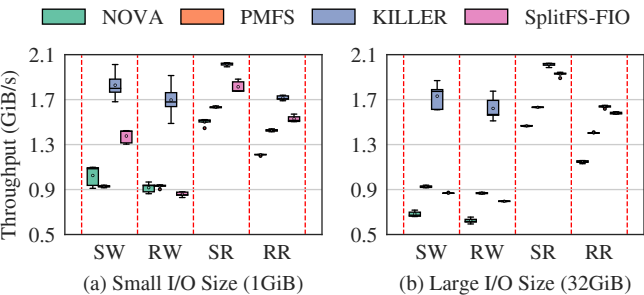 NOVA PMFS KILLER SplitFS-FIO
Throughput (GiB/s)
2.1
1.7
1.3
0.9
0.5
SW RW SR RR
(a) Small I/O Size (1GiB)
2.1
1.7
1.3
0.9
0.5
SW RW SR RR
(b) Large I/O Size (32GiB)